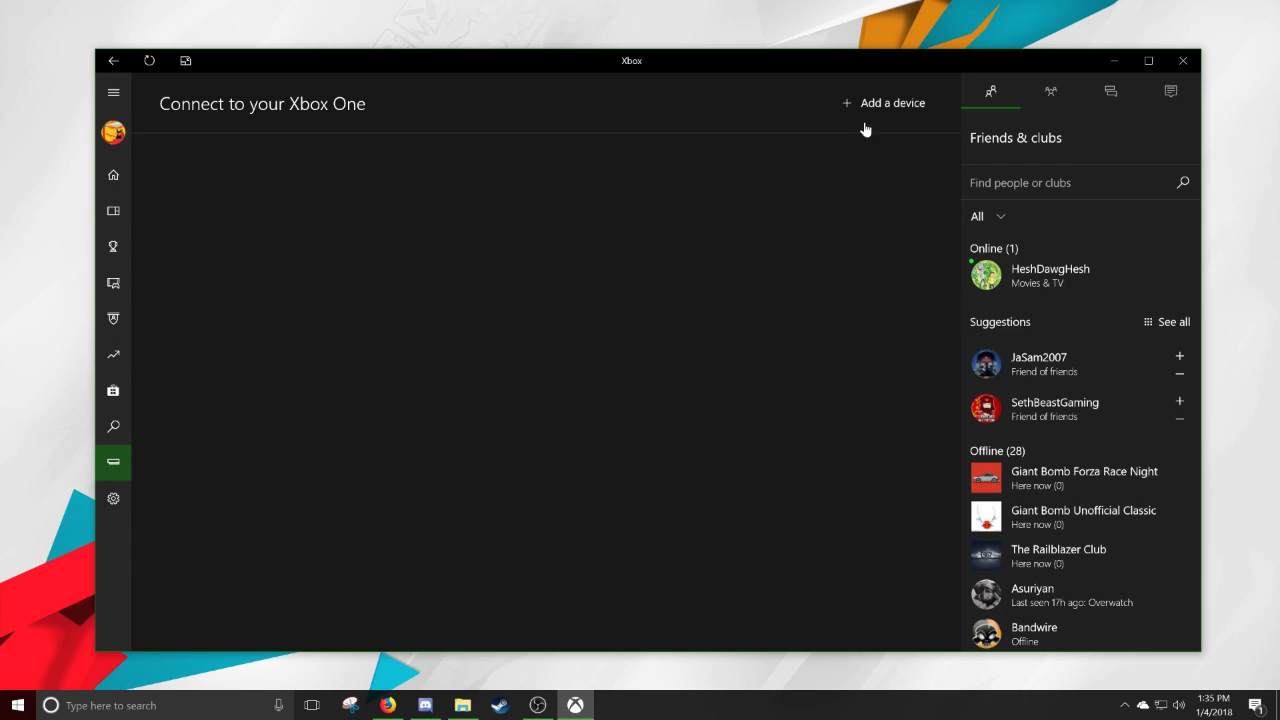 Xbox
Connect to your Xbox One
Add a device
Friends & clubs
Find people or clubs
All
Online (1)
HeshDawgHesh
Movies & TV
Suggestions
See all
JaSam2007
Friend of friends
SethBeastGaming
Friend of friends
Offline (28)
Giant Bomb Forza Race Night
Here now (0)
Giant Bomb Unofficial Classic
Here now (0)
The Railblazer Club
Here now (0)
Asuriyan
Last seen 17h ago: Overwatch
Bandwire
Offline
Type here to search
1:35 PM
1/4/2018
1